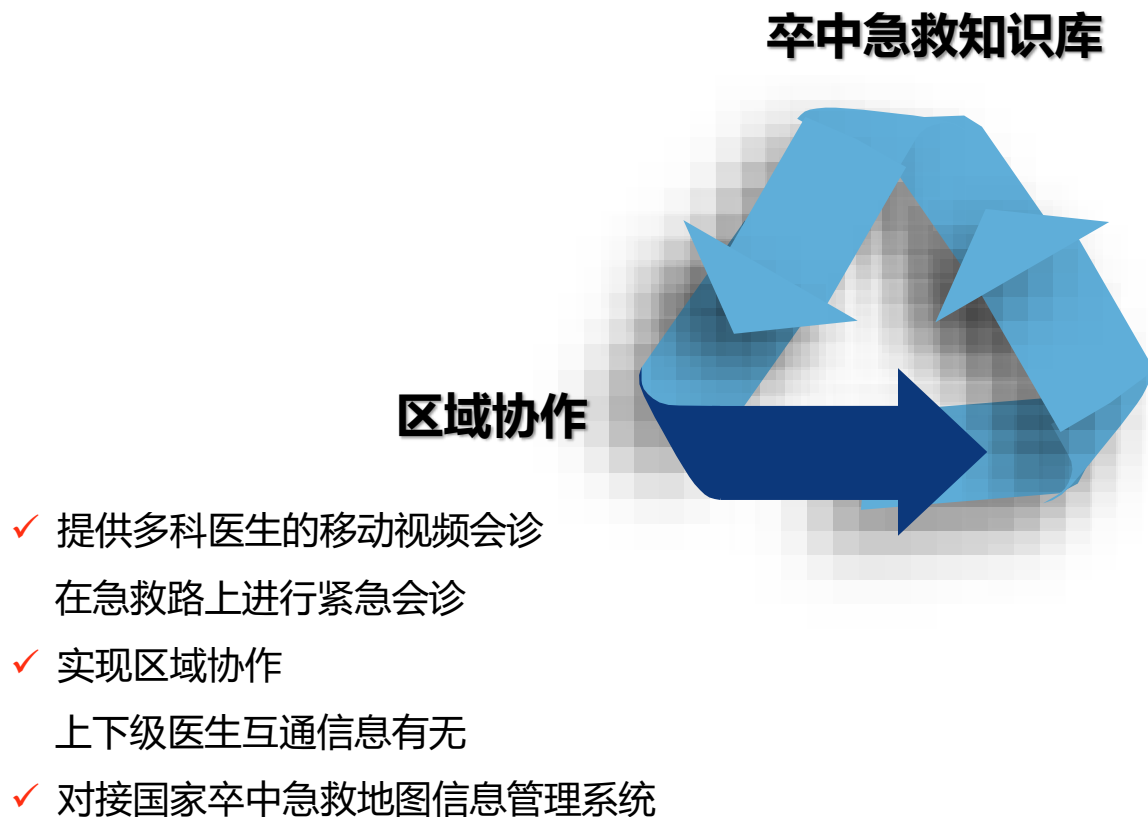 卒中急救知识库
区域协作
提供多科医生的移动视频会诊
在急救路上进行紧急会诊
实现区域协作
上下级医生互通信息有无
对接国家卒中急救地图信息管理系统